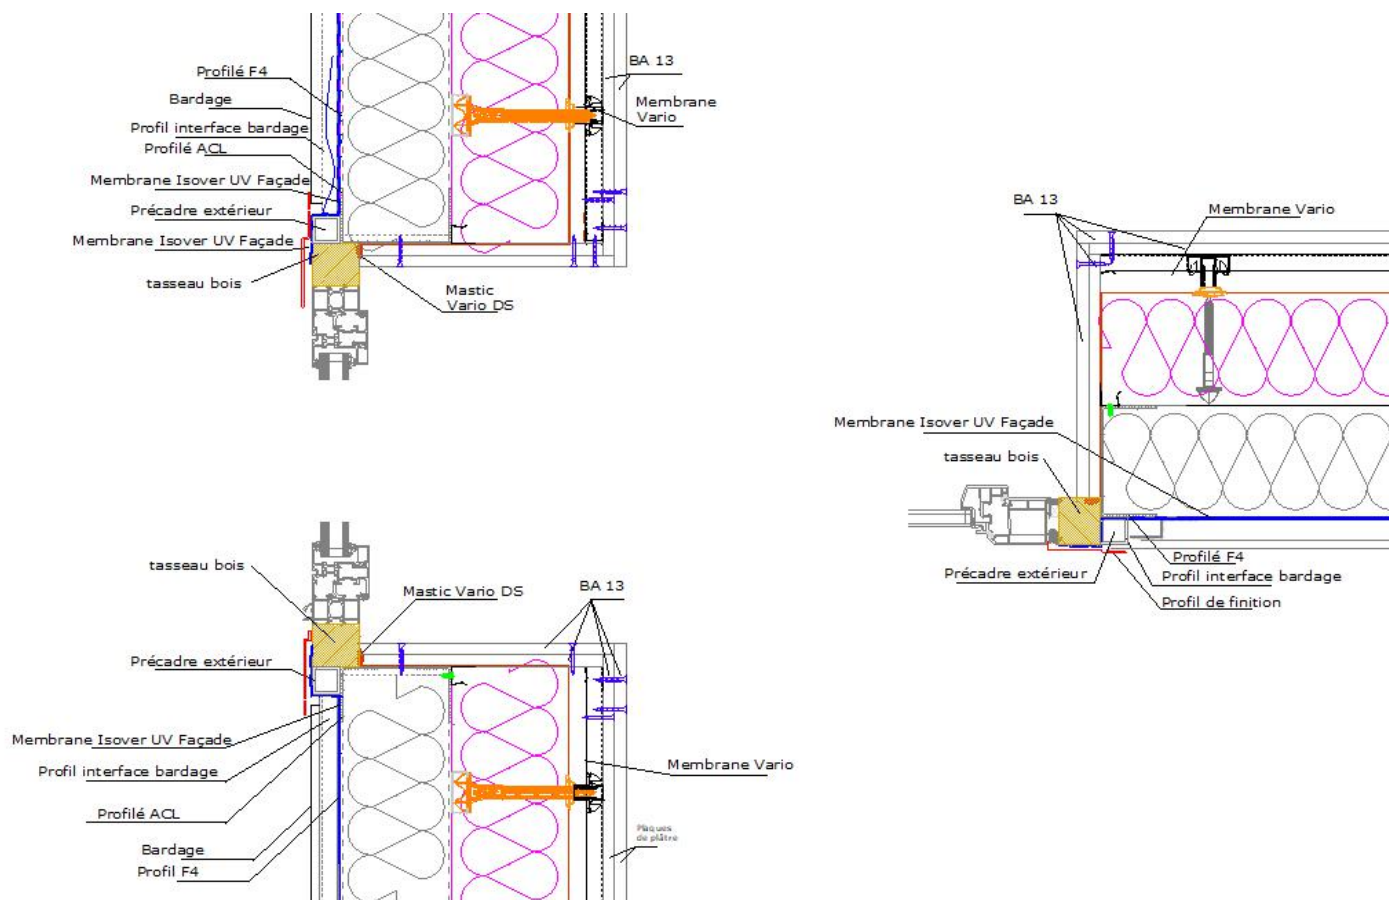 Profilé F4
Bardage
Profil interface bardage
Profilé ACL
Membrane Isover UV Façade
Précadre extérieur
Membrane Isover UV Façade
tasseau bois
BA 13
Membrane
Vario
Mastic
Vario DS
BA 13
Membrane Vario
Membrane Isover UV Façade
tasseau bois
Précadre extérieur
Profilé F4
Profil interface bardage
Profil de finition
tasseau bois
Mastic Vario DS
BA 13
Précadre extérieur
Membrane Isover UV Façade
Profil interface bardage
Profilé ACL
Bardage
Profil F4
Membrane Vario
Plaques
de plâtre